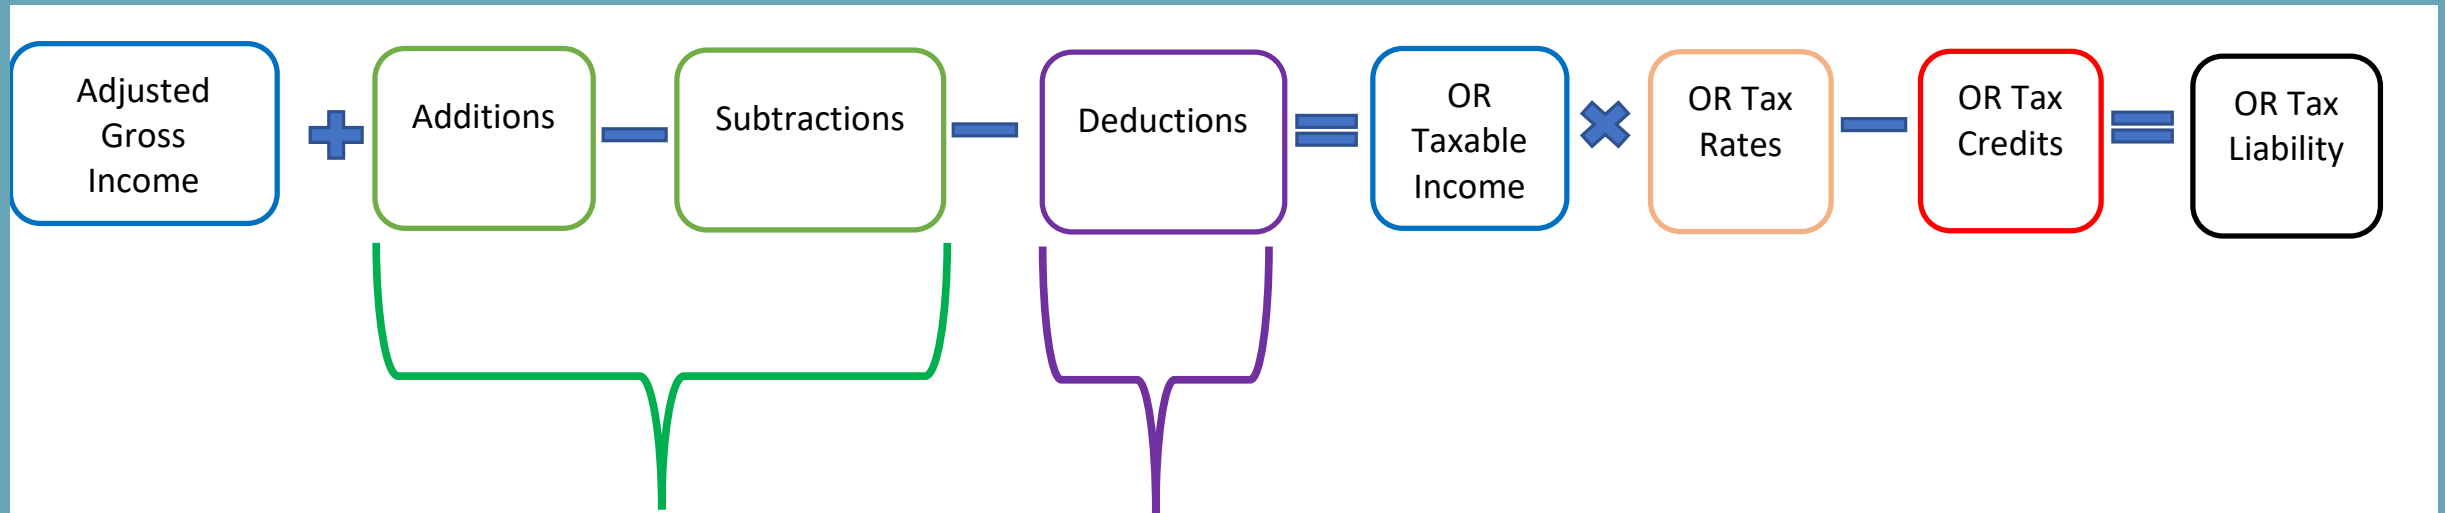 Adjusted
Gross
Income
Additions
Subtractions
Deductions
OR
Taxable
Income
OR Tax
Rates
OR Tax
Credits
OR Tax
Liability